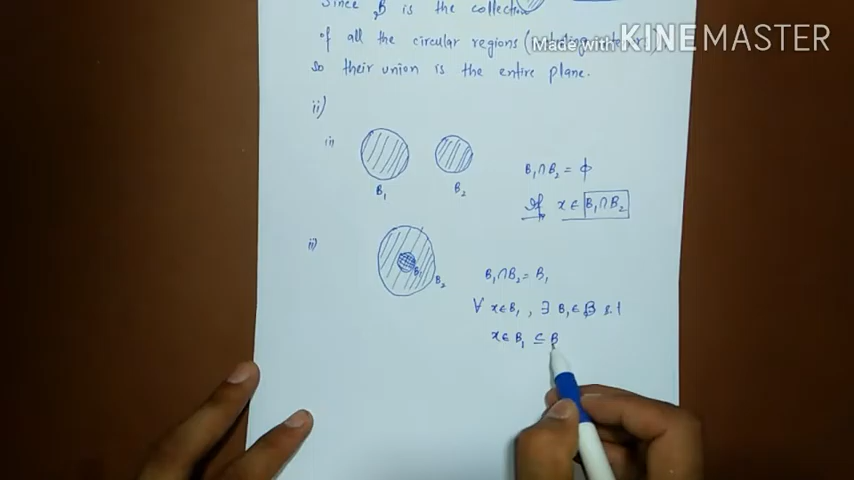 Since B is the collection
of all the circular regions (
Made with KINEMASTER
so their union is the entire plane.
ii)
i)
B₁
B₂
B₁∩B₂ = ϕ
If x ∈ B₁∩B₂
ii)
B₁
B₂
B₁∩B₂ = B₁
∀ x∈B₁ , ∃ B₁∈B s.t
x∈ B₁ ⊆ B